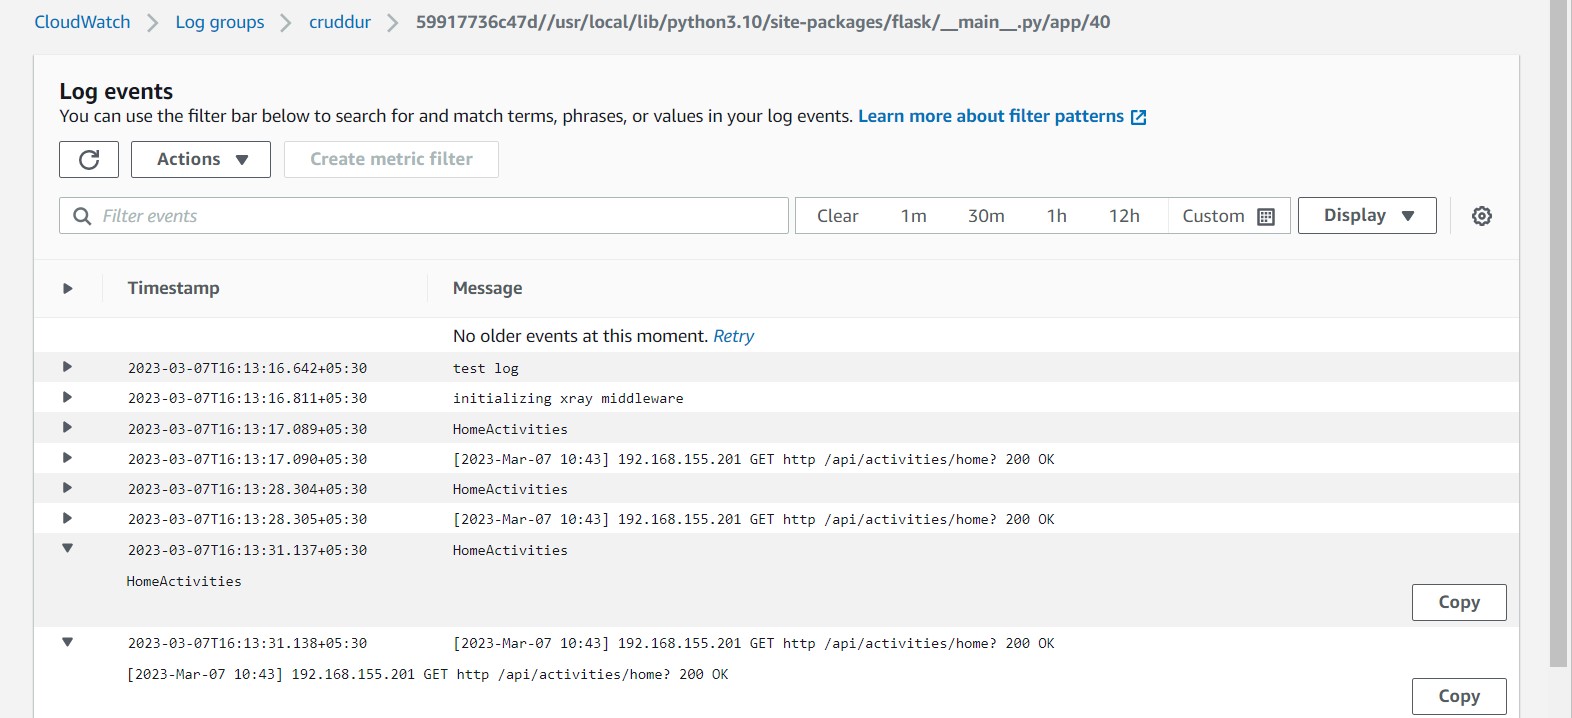 CloudWatch > Log groups > cruddur > 59917736c47d//usr/local/lib/python3.10/site-packages/flask/__main__.py/app/40
Log events
You can use the filter bar below to search for and match terms, phrases, or values in your log events. Learn more about filter patterns
Actions Create metric filter
Filter events Clear 1m 30m 1h 12h Custom Display
Timestamp Message
No older events at this moment. Retry
2023-03-07T16:13:16.642+05:30 test log
2023-03-07T16:13:16.811+05:30 initializing xray middleware
2023-03-07T16:13:17.089+05:30 HomeActivities
2023-03-07T16:13:17.090+05:30 [2023-Mar-07 10:43] 192.168.155.201 GET http /api/activities/home? 200 OK
2023-03-07T16:13:28.304+05:30 HomeActivities
2023-03-07T16:13:28.305+05:30 [2023-Mar-07 10:43] 192.168.155.201 GET http /api/activities/home? 200 OK
2023-03-07T16:13:31.137+05:30 HomeActivities
HomeActivities
Copy
2023-03-07T16:13:31.138+05:30 [2023-Mar-07 10:43] 192.168.155.201 GET http /api/activities/home? 200 OK
[2023-Mar-07 10:43] 192.168.155.201 GET http /api/activities/home? 200 OK
Copy